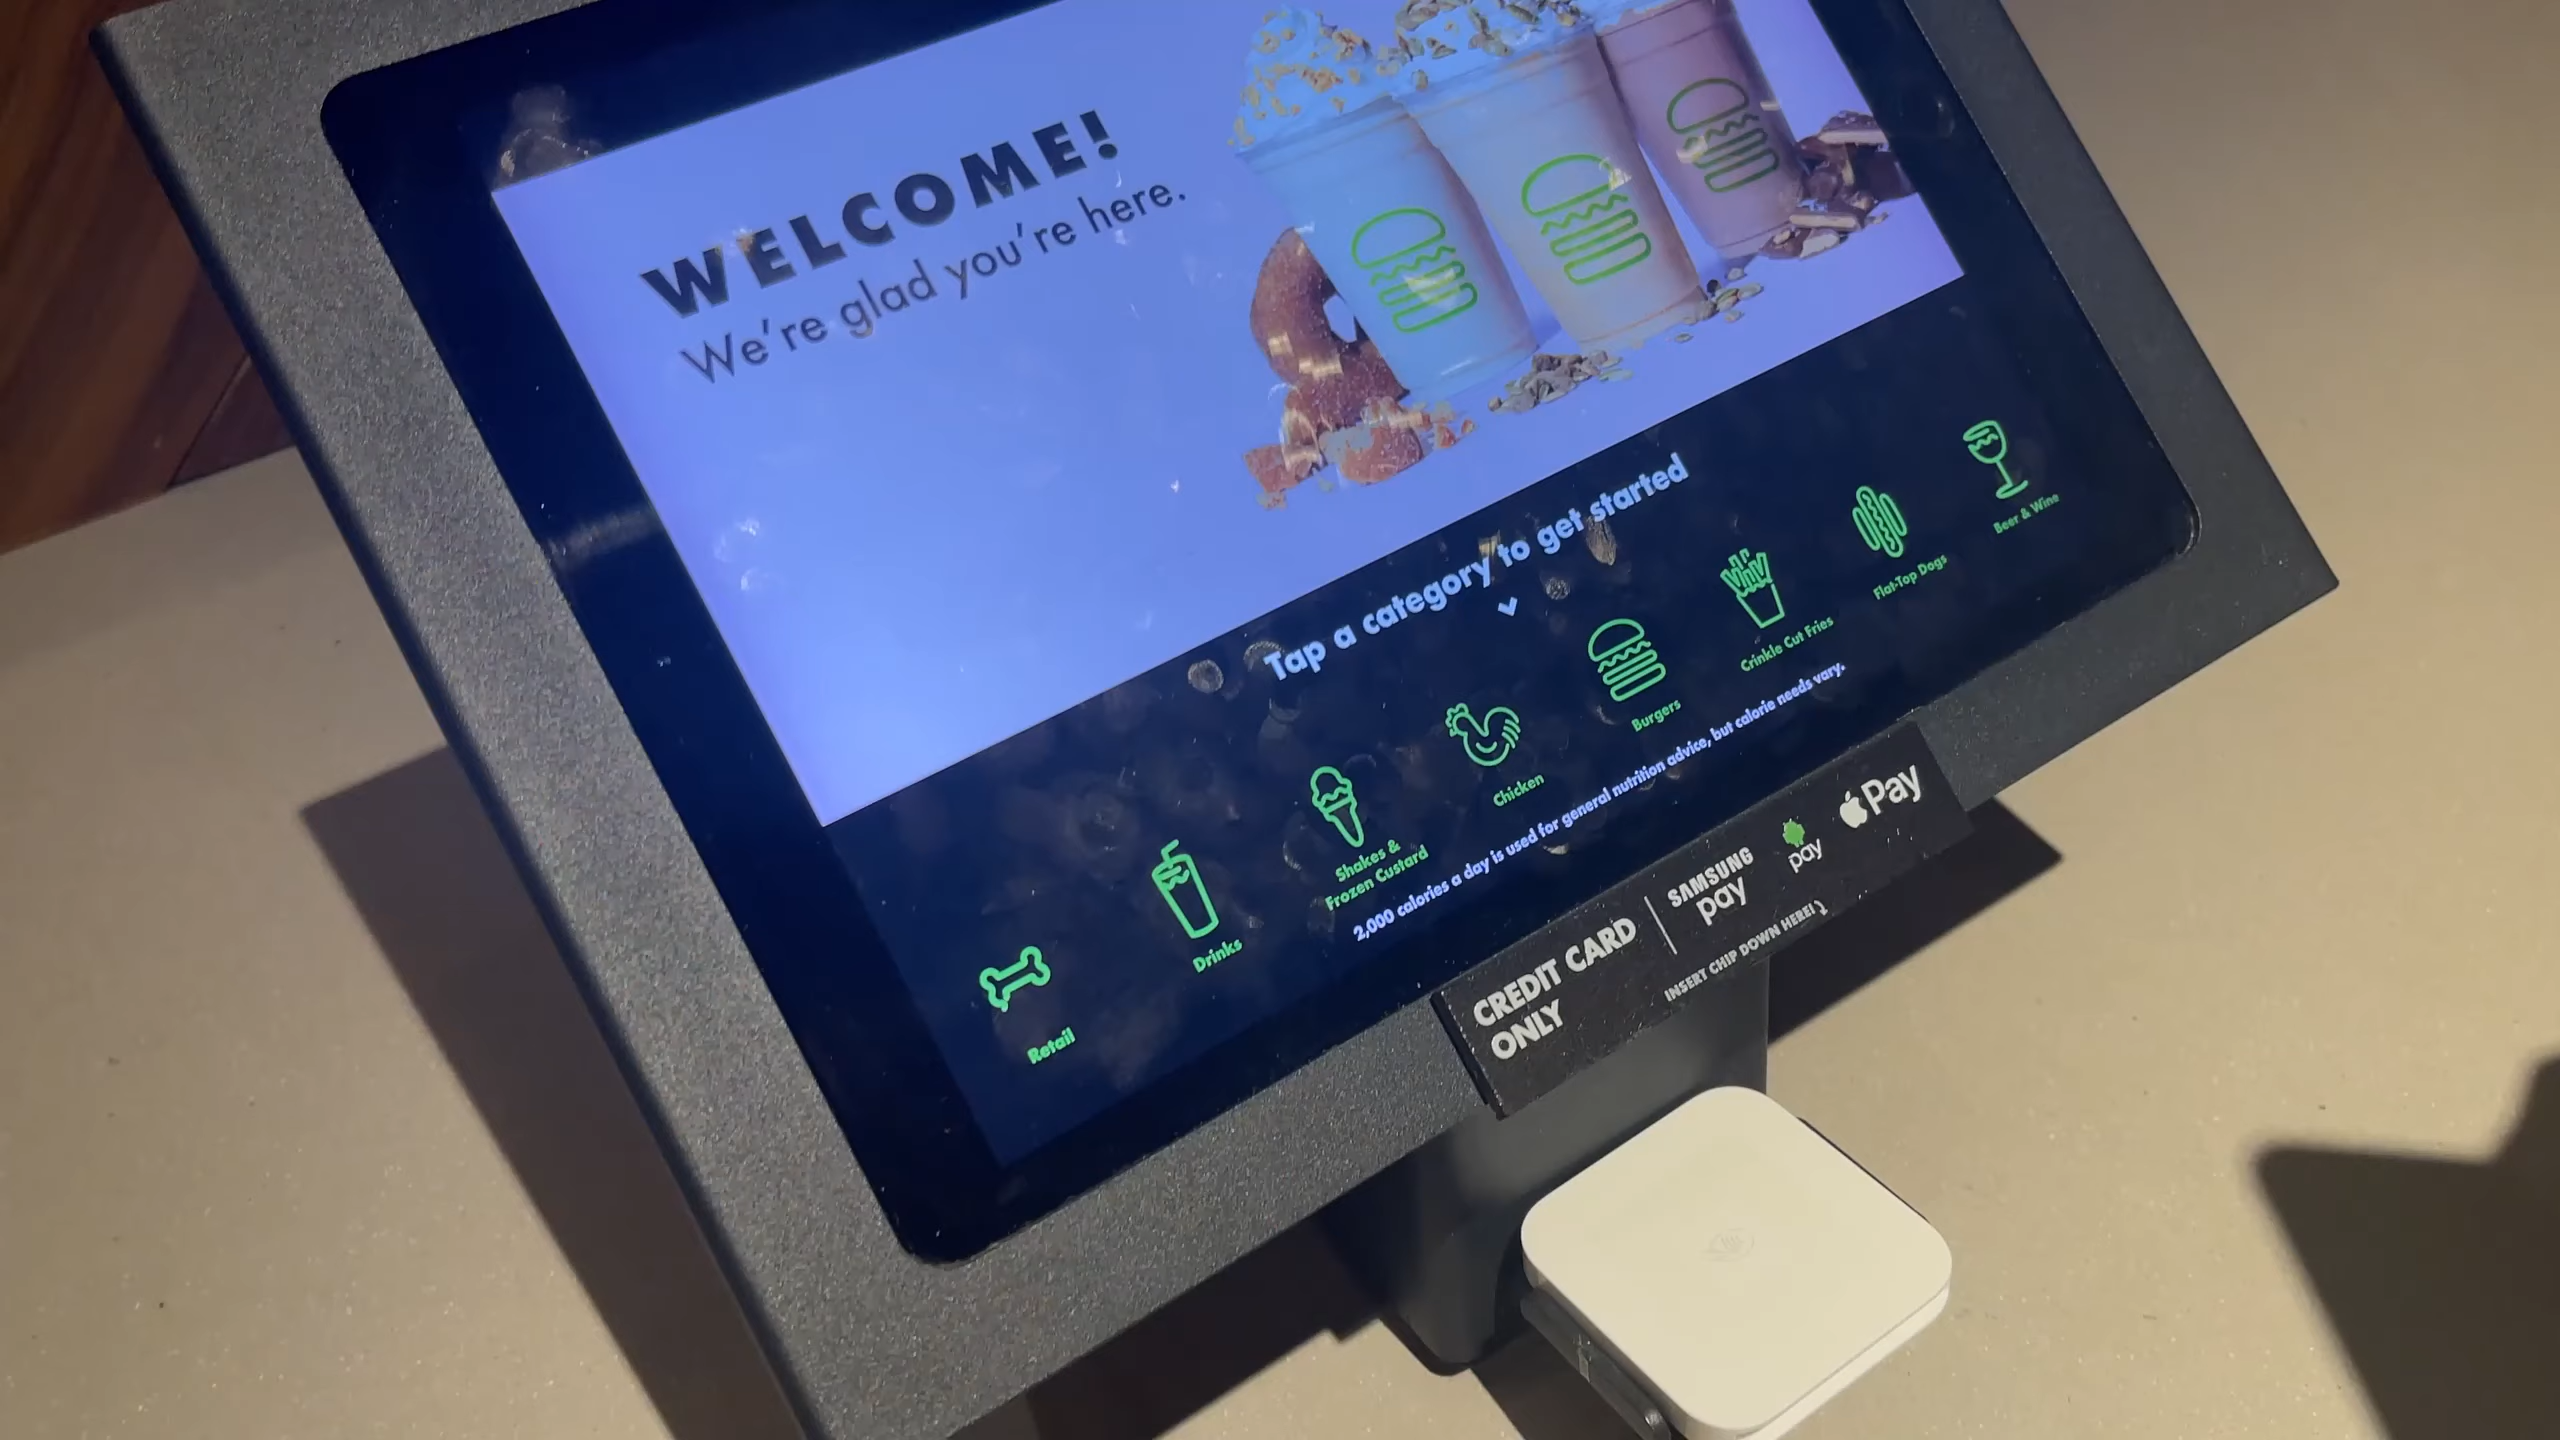 WELCOME!
We're glad you're here.
Tap a category to get started
Retail
Drinks
Shakes &
Frozen Custard
Chicken
Burgers
Crinkle Cut Fries
Flat-Top Dogs
Beer & Wine
2,000 calories a day is used for general nutrition advice, but calorie needs vary.
CREDIT CARD
ONLY
SAMSUNG
pay
pay
Pay
INSERT CHIP DOWN HERE!